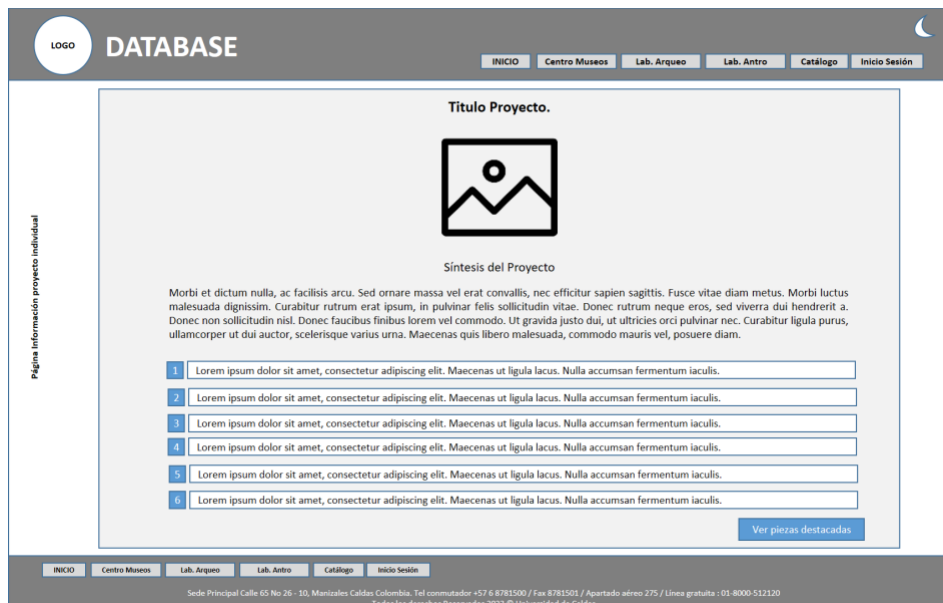 LOGO
DATABASE
INICIO
Centro Museos
Lab. Arqueo
Lab. Antro
Catálogo
Inicio Sesión
Página Información proyecto individual
Titulo Proyecto.
Síntesis del Proyecto
Morbi et dictum nulla, ac facilisis arcu. Sed ornare massa vel erat convallis, nec efficitur sapien sagittis. Fusce vitae diam metus. Morbi luctus
malesuada dignissim. Curabitur rutrum erat ipsum, in pulvinar felis sollicitudin vitae. Donec rutrum neque eros, sed viverra dui hendrerit a.
Donec non sollicitudin nisl. Donec faucibus finibus lorem vel commodo. Ut gravida justo dui, ut ultricies orci pulvinar nec. Curabitur ligula purus,
ullamcorper ut dui auctor, scelerisque varius urna. Maecenas quis libero malesuada, commodo mauris vel, posuere diam.
1 Lorem ipsum dolor sit amet, consectetur adipiscing elit. Maecenas ut ligula lacus. Nulla accumsan fermentum iaculis.
2 Lorem ipsum dolor sit amet, consectetur adipiscing elit. Maecenas ut ligula lacus. Nulla accumsan fermentum iaculis.
3 Lorem ipsum dolor sit amet, consectetur adipiscing elit. Maecenas ut ligula lacus. Nulla accumsan fermentum iaculis.
4 Lorem ipsum dolor sit amet, consectetur adipiscing elit. Maecenas ut ligula lacus. Nulla accumsan fermentum iaculis.
5 Lorem ipsum dolor sit amet, consectetur adipiscing elit. Maecenas ut ligula lacus. Nulla accumsan fermentum iaculis.
6 Lorem ipsum dolor sit amet, consectetur adipiscing elit. Maecenas ut ligula lacus. Nulla accumsan fermentum iaculis.
Ver piezas destacadas
INICIO
Centro Museos
Lab. Arqueo
Lab. Antro
Catálogo
Inicio Sesión
Sede Principal Calle 65 No 26 - 10, Manizales Caldas Colombia. Tel conmutador +57 6 8781500 / Fax 8781501 / Apartado aéreo 275 / Línea gratuita : 01-8000-512120